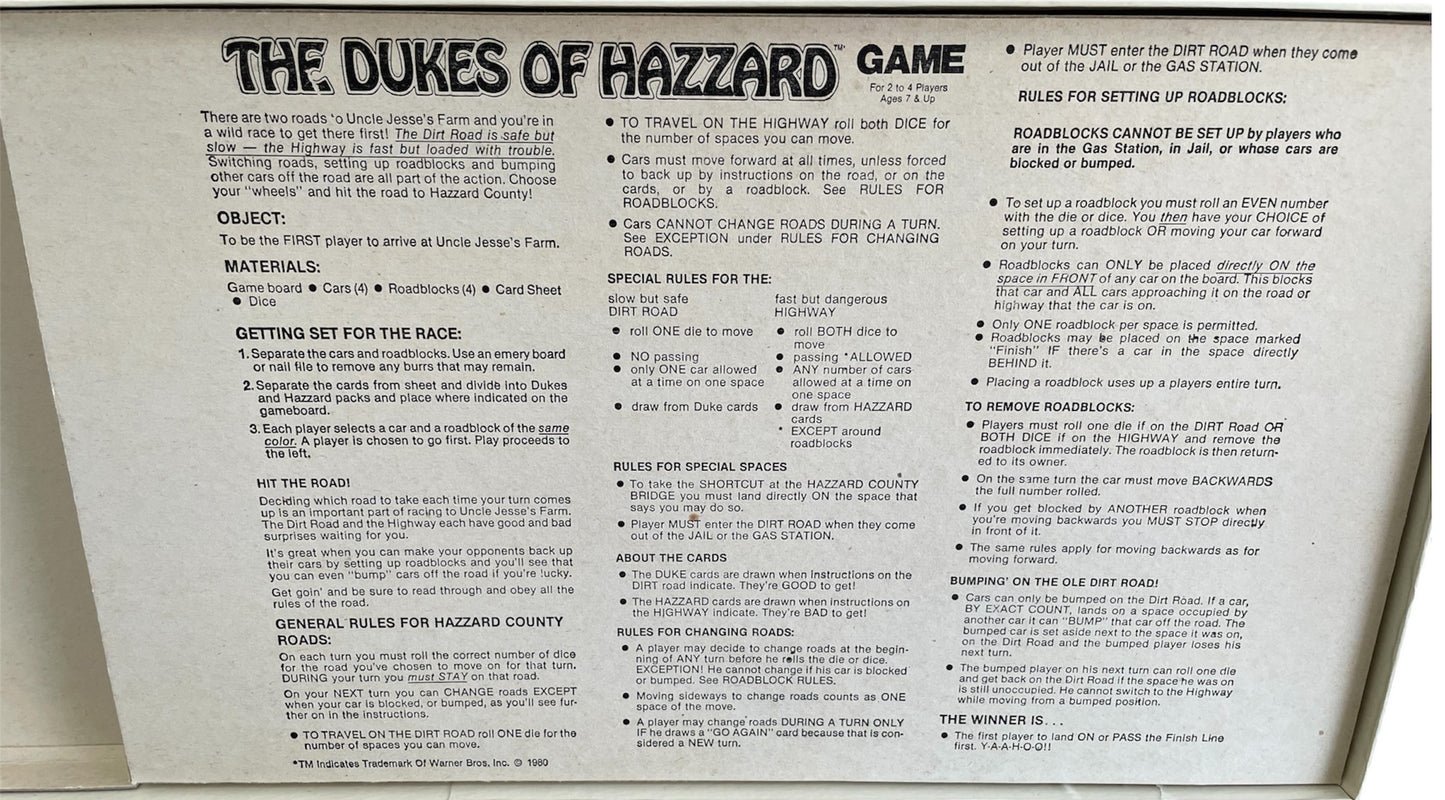 THE DUKES OF HAZZARD™ GAME
For 2 to 4 Players
Ages 7 & Up
There are two roads 'o Uncle Jesse's Farm and you're in
a wild race to get there first! The Dirt Road is safe but
slow — the Highway is fast but loaded with trouble.
Switching roads, setting up roadblocks and bumping
other cars off the road are all part of the action. Choose
your "wheels" and hit the road to Hazzard County!
OBJECT:
To be the FIRST player to arrive at Uncle Jesse's Farm.
MATERIALS:
Game board ● Cars (4) ● Roadblocks (4) ● Card Sheet
● Dice
GETTING SET FOR THE RACE:
1. Separate the cars and roadblocks. Use an emery board
or nail file to remove any burrs that may remain.
2. Separate the cards from sheet and divide into Dukes
and Hazzard packs and place where indicated on the
gameboard.
3. Each player selects a car and a roadblock of the same
color. A player is chosen to go first. Play proceeds to
the left.
HIT THE ROAD!
Deciding which road to take each time your turn comes
up is an important part of racing to Uncle Jesse's Farm.
The Dirt Road and the Highway each have good and bad
surprises waiting for you.
It's great when you can make your opponents back up
their cars by setting up roadblocks and you'll see that
you can even "bump" cars off the road if you're lucky.
Get goin' and be sure to read through and obey all the
rules of the road.
GENERAL RULES FOR HAZZARD COUNTY
ROADS:
On each turn you must roll the correct number of dice
for the road you've chosen to move on for that turn.
DURING your turn you must STAY on that road.
On your NEXT turn you can CHANGE roads EXCEPT
when your car is blocked, or bumped, as you'll see fur-
ther on in the instructions.
● TO TRAVEL ON THE DIRT ROAD roll ONE die for the
number of spaces you can move.
*TM Indicates Trademark Of Warner Bros. Inc. © 1980
● TO TRAVEL ON THE HIGHWAY roll both DICE for
the number of spaces you can move.
● Cars must move forward at all times, unless forced
to back up by instructions on the road, or on the
cards, or by a roadblock. See RULES FOR
ROADBLOCKS.
● Cars CANNOT CHANGE ROADS DURING A TURN.
See EXCEPTION under RULES FOR CHANGING
ROADS.
SPECIAL RULES FOR THE:
slow but safe
DIRT ROAD
● roll ONE die to move
● NO passing
● only ONE car allowed
at a time on one space
● draw from Duke cards
fast but dangerous
HIGHWAY
● roll BOTH dice to
move
● passing *ALLOWED
● ANY number of cars
allowed at a time on
one space
● draw from HAZZARD
cards
* EXCEPT around
roadblocks
RULES FOR SPECIAL SPACES
● To take the SHORTCUT at the HAZZARD COUNTY
BRIDGE you must land directly ON the space that
says you may do so.
● Player MUST enter the DIRT ROAD when they come
out of the JAIL or the GAS STATION.
ABOUT THE CARDS
● The DUKE cards are drawn when Instructions on the
DIRT road indicate. They're GOOD to get!
● The HAZZARD cards are drawn when instructions on
the HIGHWAY indicate. They're BAD to get!
RULES FOR CHANGING ROADS:
● A player may decide to change roads at the begin-
ning of ANY turn before he rolls the die or dice.
EXCEPTION! He cannot change if his car is blocked
or bumped. See ROADBLOCK RULES.
● Moving sideways to change roads counts as ONE
space of the move.
● A player may change roads DURING A TURN ONLY
IF he draws a "GO AGAIN" card because that is con-
sidered a NEW turn.
● Player MUST enter the DIRT ROAD when they come
out of the JAIL or the GAS STATION.
RULES FOR SETTING UP ROADBLOCKS:
ROADBLOCKS CANNOT BE SET UP by players who
are in the Gas Station, in Jail, or whose cars are
blocked or bumped.
● To set up a roadblock you must roll an EVEN number
with the die or dice. You then have your CHOICE of
setting up a roadblock OR moving your car forward
on your turn.
● Roadblocks can ONLY be placed directly ON the
space in FRONT of any car on the board. This blocks
that car and ALL cars approaching it on the road or
highway that the car is on.
● Only ONE roadblock per space is permitted.
● Roadblocks may be placed on the space marked
"Finish" IF there's a car in the space directly
BEHIND it.
● Placing a roadblock uses up a players entire turn.
TO REMOVE ROADBLOCKS:
● Players must roll one die if on the DIRT Road OR
BOTH DICE if on the HIGHWAY and remove the
roadblock immediately. The roadblock is then return-
ed to its owner.
● On the same turn the car must move BACKWARDS
the full number rolled.
● If you get blocked by ANOTHER roadblock when
you're moving backwards you MUST STOP directly
in front of it.
● The same rules apply for moving backwards as for
moving forward.
BUMPING' ON THE OLE DIRT ROAD!
● Cars can only be bumped on the Dirt Road. If a car,
BY EXACT COUNT, lands on a space occupied by
another car it can "BUMP" that car off the road. The
bumped car is set aside next to the space it was on,
on the Dirt Road and the bumped player loses his
next turn.
● The bumped player on his next turn can roll one die
and get back on the Dirt Road if the space he was on
is still unoccupied. He cannot switch to the Highway
while moving from a bumped position.
THE WINNER IS...
● The first player to land ON or PASS the Finish Line
first. Y-A-A-H-O-O!!